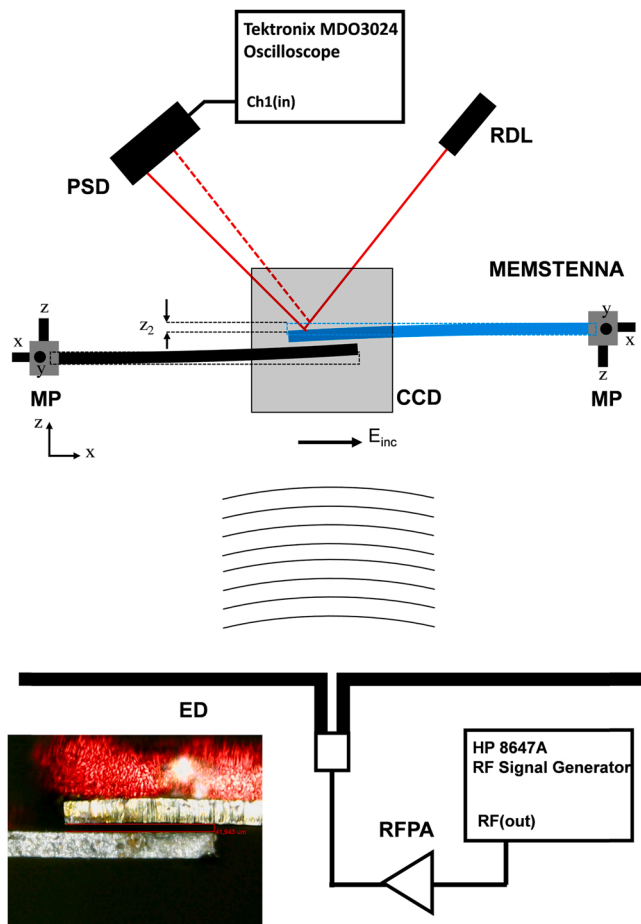 Tektronix MDO3024
Oscilloscope
Ch1(in)
RDL
PSD
MEMSTENNA
z
z2
y
x
x
y
z
MP
CCD
MP
z
x
Einc
ED
HP 8647A
RF Signal Generator
RF(out)
RFPA